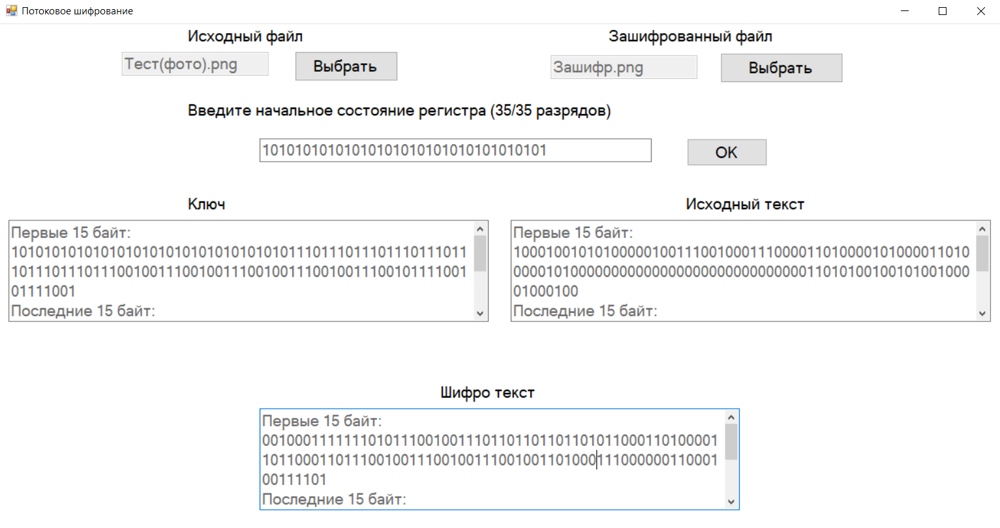 Потоковое шифрование
Исходный файл
Зашифрованный файл
Тест(фото).png
Выбрать
Зашифр.png
Выбрать
Введите начальное состояние регистра (35/35 разрядов)
10101010101010101010101010101010101
OK
Ключ
Исходный текст
Первые 15 байт:
10101010101010101010101010101010101110111011101110111011
10111011101110010011100100111001001110010011100101111001
01111001
Последние 15 байт:
Первые 15 байт:
10001001010100000100111001000111000011010000101000011010
00001010000000000000000000000000000011010100100101001000
01000100
Последние 15 байт:
Шифро текст
Первые 15 байт:
00100011111110101110010011101101101101101011000110100001
10110001101110010011100100111001001101000111000000110001
00111101
Последние 15 байт: